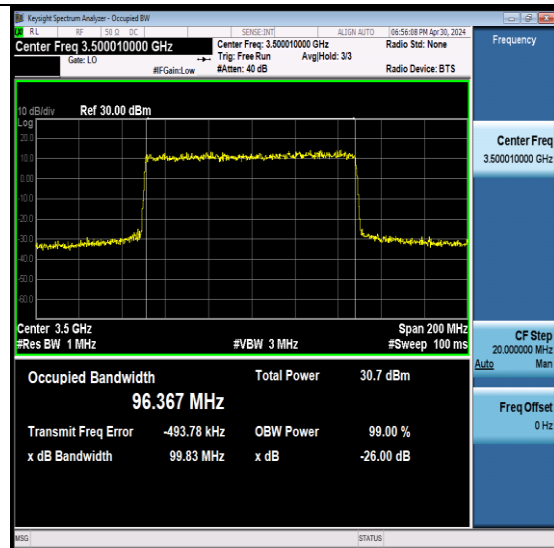 Keysight Spectrum Analyzer - Occupied BW
RL RF 50 Ω DC SENSE:INT ALIGN AUTO 06:56:08 PM Apr 30, 2024
Center Freq 3.500010000 GHz
Center Freq: 3.500010000 GHz
Radio Std: None
Gate: LO
Trig: Free Run Avg|Hold: 3/3
#IFGain:Low
#Atten: 40 dB
Radio Device: BTS
Frequency
10 dB/div Ref 30.00 dBm
Log
20.0
10.0
0.00
-10.0
-20.0
-30.0
-40.0
-50.0
-60.0
Center 3.5 GHz
Span 200 MHz
#Res BW 1 MHz
#VBW 3 MHz
#Sweep 100 ms
Occupied Bandwidth
96.367 MHz
Total Power 30.7 dBm
Transmit Freq Error -493.78 kHz
OBW Power 99.00 %
x dB Bandwidth 99.83 MHz
x dB -26.00 dB
Center Freq
3.500010000 GHz
CF Step
20.000000 MHz
Auto Man
Freq Offset
0 Hz
MSG
STATUS